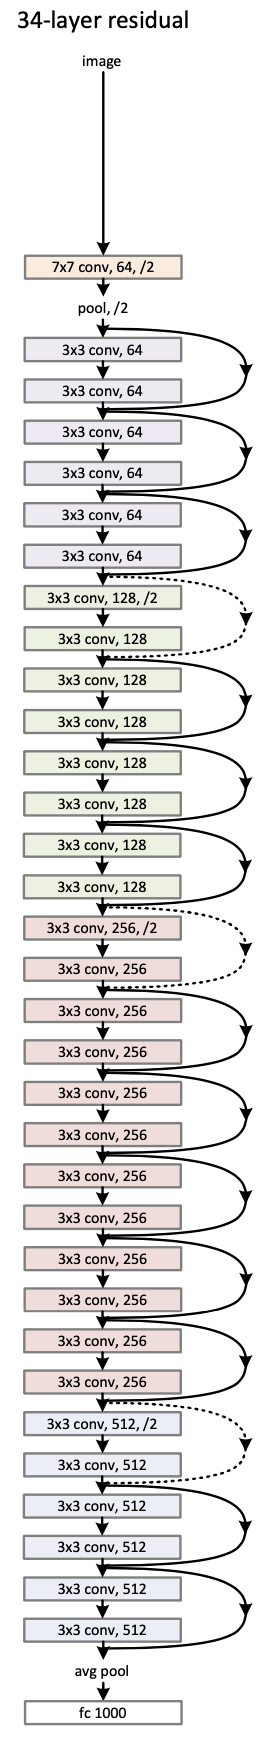 34-layer residual
image
7x7 conv, 64, /2
pool, /2
3x3 conv, 64
3x3 conv, 64
3x3 conv, 64
3x3 conv, 64
3x3 conv, 64
3x3 conv, 64
3x3 conv, 128, /2
3x3 conv, 128
3x3 conv, 128
3x3 conv, 128
3x3 conv, 128
3x3 conv, 128
3x3 conv, 128
3x3 conv, 128
3x3 conv, 256, /2
3x3 conv, 256
3x3 conv, 256
3x3 conv, 256
3x3 conv, 256
3x3 conv, 256
3x3 conv, 256
3x3 conv, 256
3x3 conv, 256
3x3 conv, 256
3x3 conv, 256
3x3 conv, 256
3x3 conv, 512, /2
3x3 conv, 512
3x3 conv, 512
3x3 conv, 512
3x3 conv, 512
3x3 conv, 512
avg pool
fc 1000